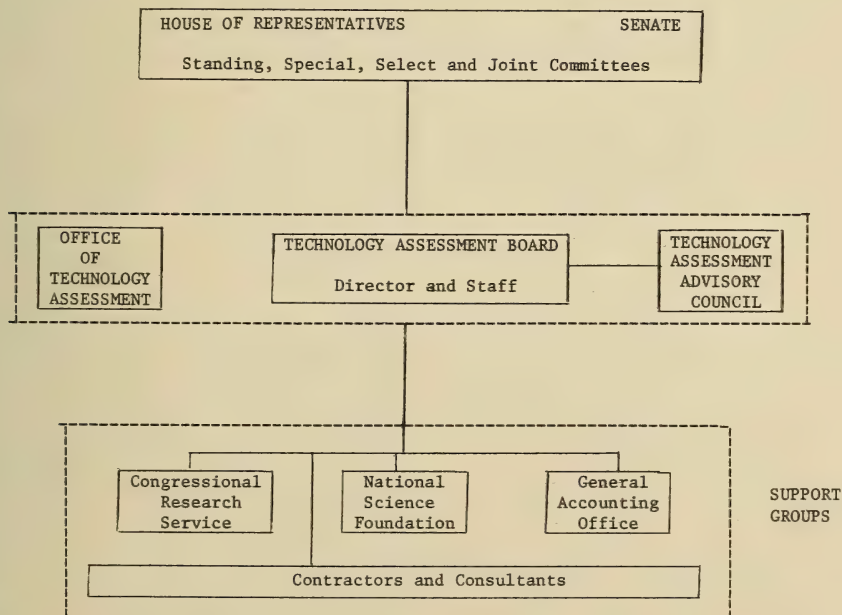 HOUSE OF REPRESENTATIVES SENATE
Standing, Special, Select and Joint Committees
OFFICE
OF
TECHNOLOGY
ASSESSMENT
TECHNOLOGY ASSESSMENT BOARD
Director and Staff
TECHNOLOGY
ASSESSMENT
ADVISORY
COUNCIL
Congressional
Research
Service
National
Science
Foundation
General
Accounting
Office
SUPPORT
GROUPS
Contractors and Consultants